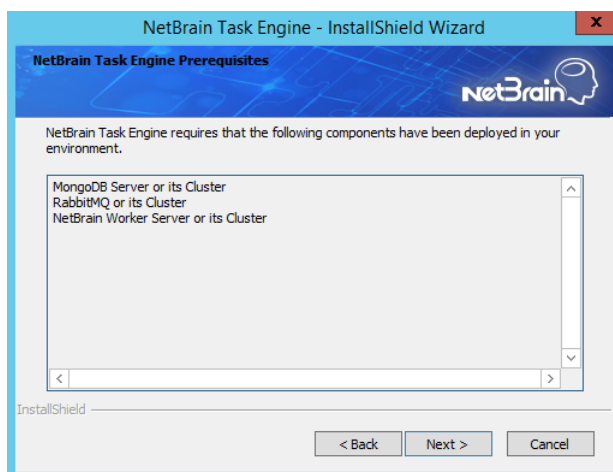 NetBrain Task Engine - InstallShield Wizard
x
NetBrain Task Engine Prerequisites
NetBrain
NetBrain Task Engine requires that the following components have been deployed in your
environment.
MongoDB Server or its Cluster
RabbitMQ or its Cluster
NetBrain Worker Server or its Cluster
InstallShield
< Back
Next >
Cancel